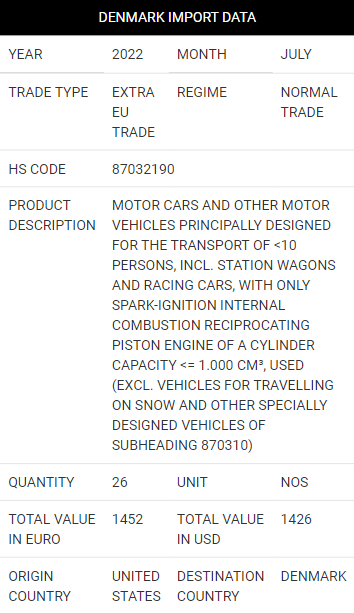 DENMARK IMPORT DATA
YEAR 2022 MONTH JULY
TRADE TYPE EXTRA REGIME NORMAL
EU TRADE
TRADE
HS CODE 87032190
PRODUCT MOTOR CARS AND OTHER MOTOR
DESCRIPTION VEHICLES PRINCIPALLY DESIGNED
FOR THE TRANSPORT OF <10
PERSONS, INCL. STATION WAGONS
AND RACING CARS, WITH ONLY
SPARK-IGNITION INTERNAL
COMBUSTION RECIPROCATING
PISTON ENGINE OF A CYLINDER
CAPACITY <= 1.000 CM³, USED
(EXCL. VEHICLES FOR TRAVELLING
ON SNOW AND OTHER SPECIALLY
DESIGNED VEHICLES OF
SUBHEADING 870310)
QUANTITY 26 UNIT NOS
TOTAL VALUE 1452 TOTAL VALUE 1426
IN EURO IN USD
ORIGIN UNITED DESTINATION DENMARK
COUNTRY STATES COUNTRY